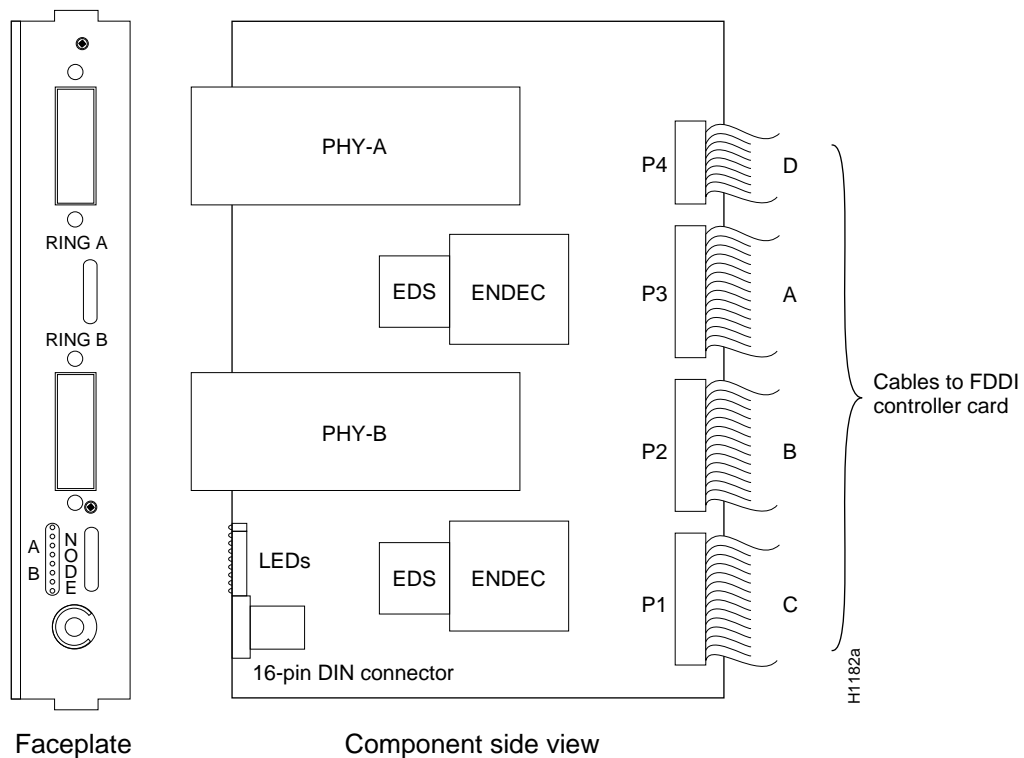 RING A
RING B
A
B
NODE
PHY-A
EDS
ENDEC
PHY-B
LEDs
EDS
ENDEC
16-pin DIN connector
P4
D
P3
A
P2
B
P1
C
Cables to FDDI
controller card
H1182a
Faceplate
Component side view